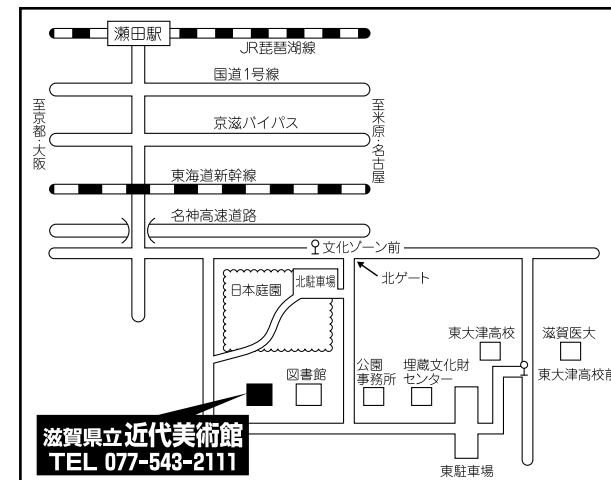 瀬田駅
JR琵琶湖線
国道1号線
至京都・大阪
至米原・名古屋
京滋バイパス
東海道新幹線
名神高速道路
文化ゾーン前
北ゲート
日本庭園
北駐車場
東大津高校
滋賀医大
図書館
公園
事務所
埋蔵文化財
センター
東大津高校前
滋賀県立近代美術館
TEL 077-543-2111
東駐車場